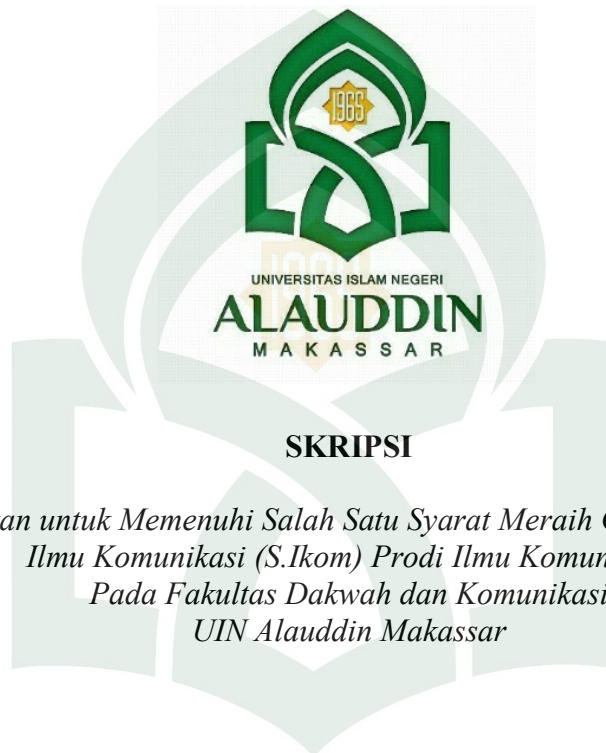 1965
UNIVERSITAS ISLAM NEGERI
ALAUDDIN
MAKASSAR
SKRIPSI
untuk Memenuhi Salah Satu Syarat Meraih
Ilmu Komunikasi (S.Ikom) Prodi Ilmu
Pada Fakultas Dakwah dan Komunikasi
UIN Alauddin Makassar